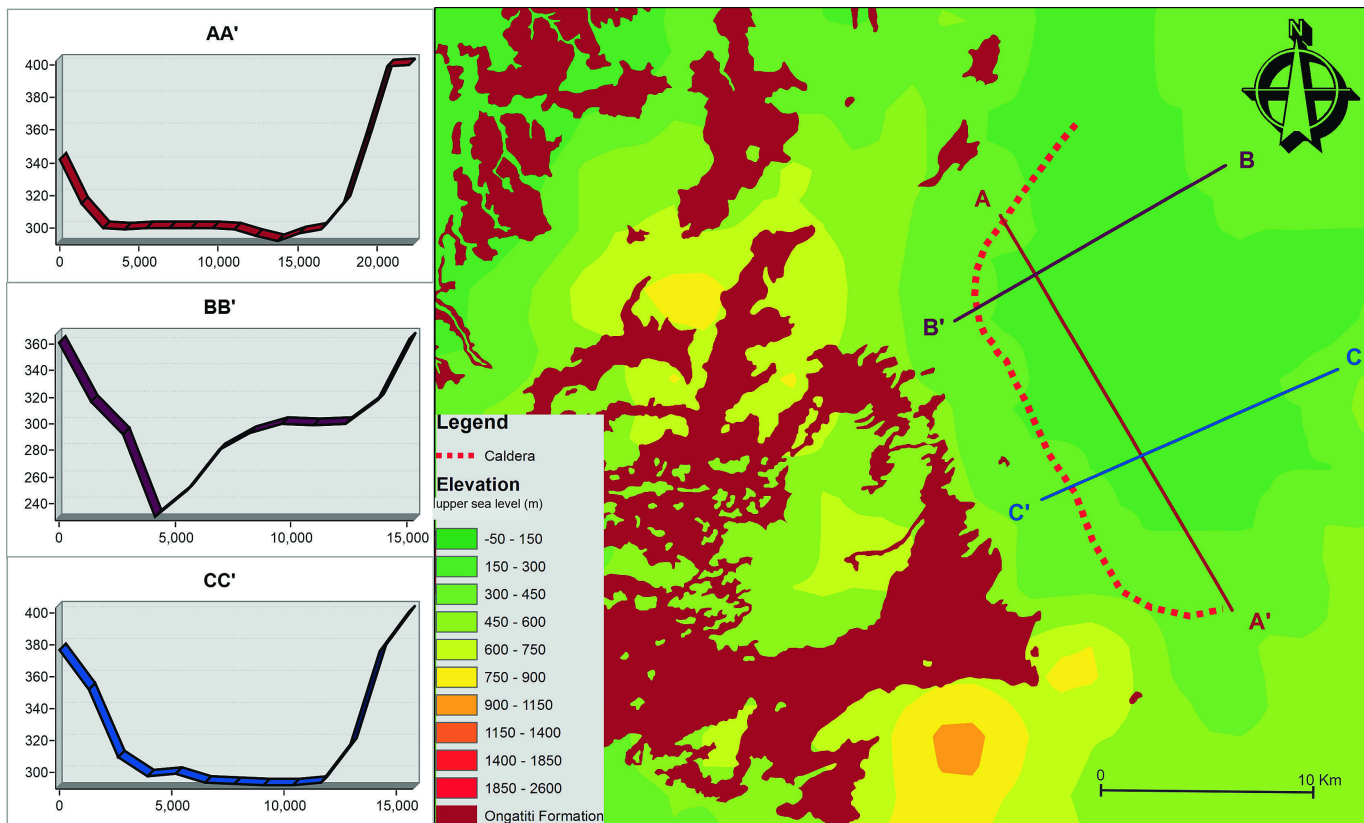 AA'
400
380
360
340
320
300
0 5,000 10,000 15,000 20,000
BB'
360
340
320
300
280
260
240
0 5,000 10,000 15,000
CC'
400
380
360
340
320
300
0 5,000 10,000 15,000
N
B
A
B'
C
C'
A'
Legend
Caldera
Elevation
upper sea level (m)
-50 - 150
150 - 300
300 - 450
450 - 600
600 - 750
750 - 900
900 - 1150
1150 - 1400
1400 - 1850
1850 - 2600
Ongatiti Formation
0 10 Km